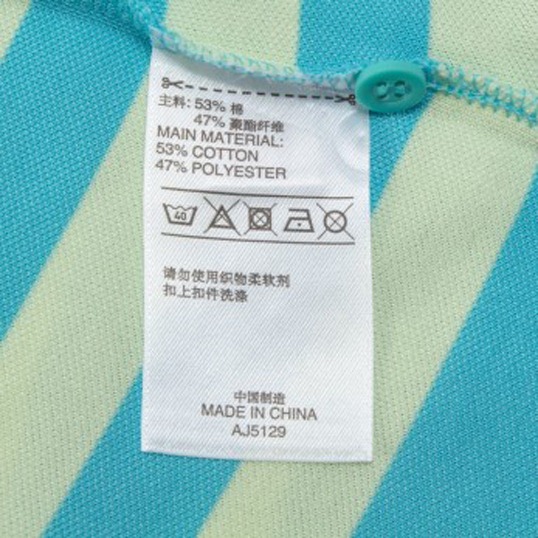 主料: 53% 棉
47% 聚酯纤维
MAIN MATERIAL:
53% COTTON
47% POLYESTER
40
请勿使用织物柔软剂
扣上扣件洗涤
中国制造
MADE IN CHINA
AJ5129